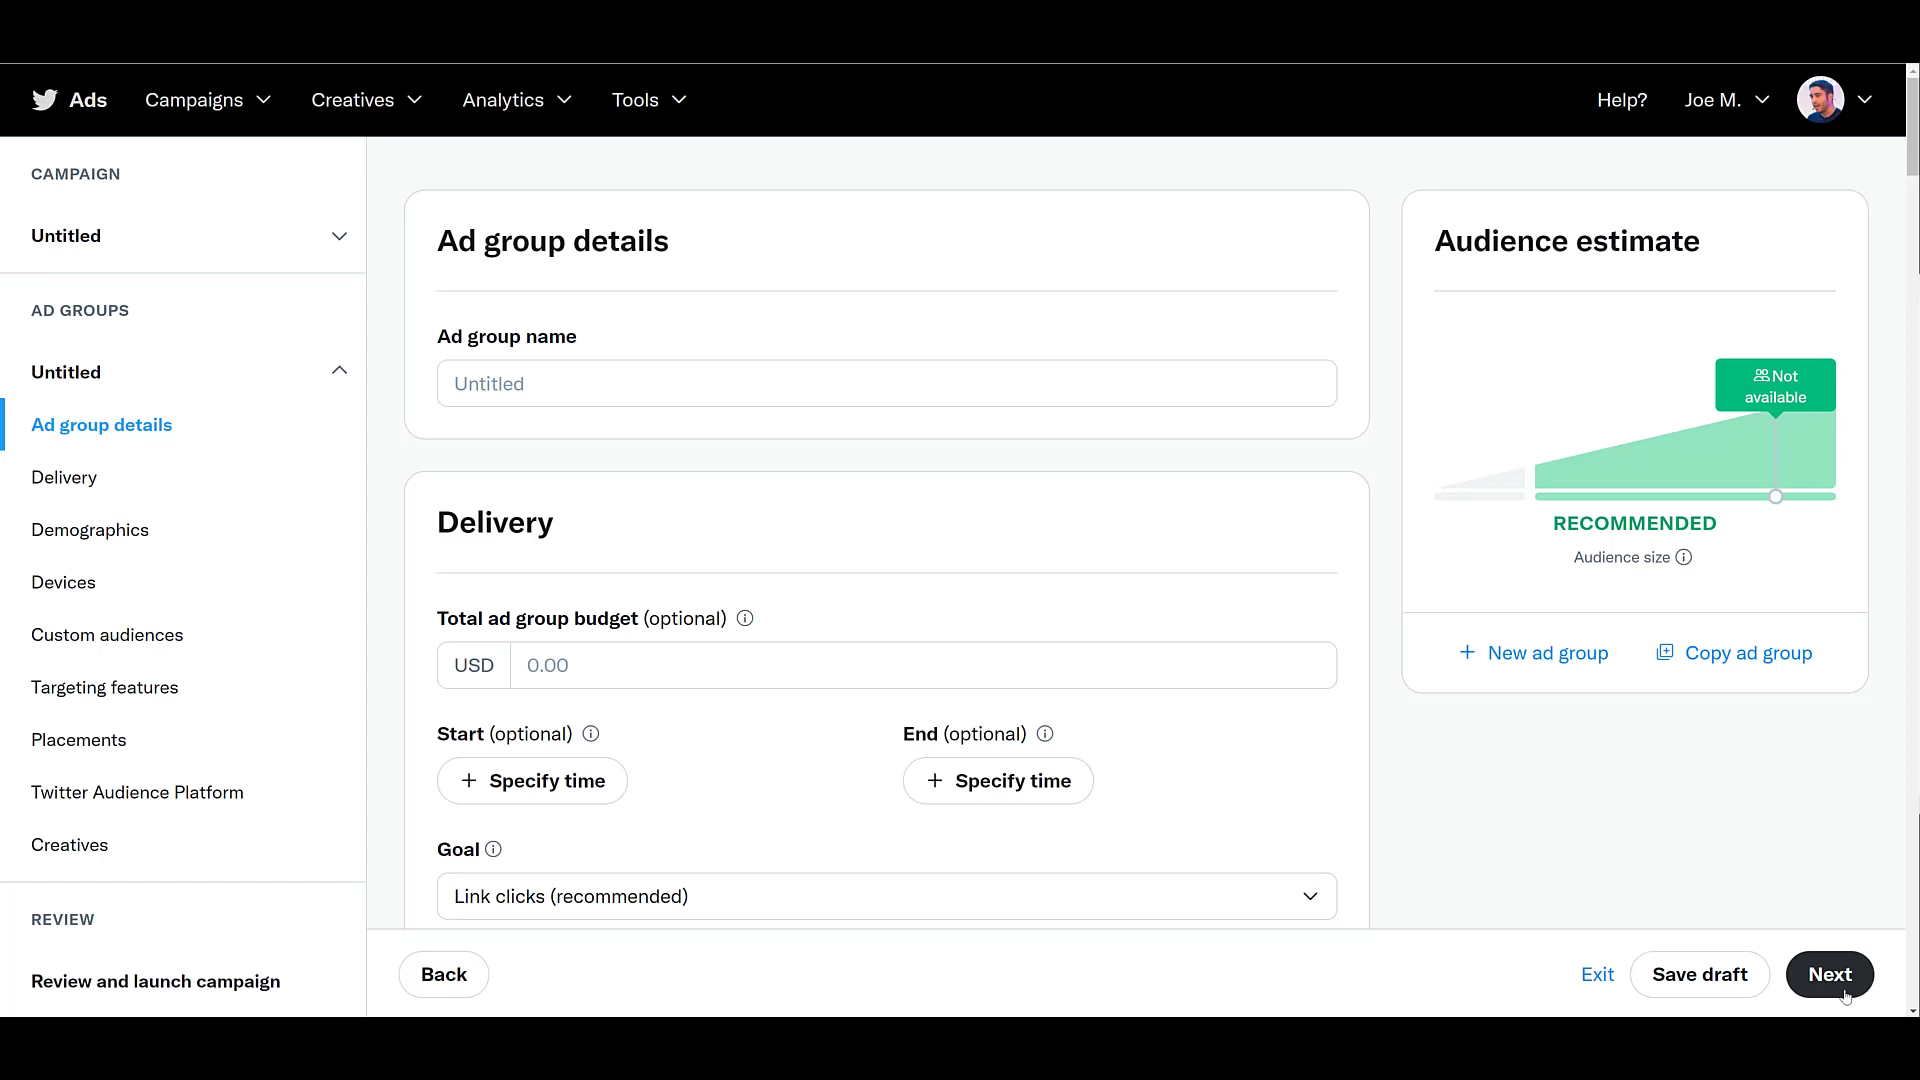 Ads
Campaigns
Creatives
Analytics
Tools
Help?
Joe M.
CAMPAIGN
Untitled
AD GROUPS
Untitled
Ad group details
Delivery
Demographics
Devices
Custom audiences
Targeting features
Placements
Twitter Audience Platform
Creatives
REVIEW
Review and launch campaign
Ad group details
Ad group name
Untitled
Delivery
Total ad group budget (optional)
USD 0.00
Start (optional)
End (optional)
+ Specify time
+ Specify time
Goal
Link clicks (recommended)
Audience estimate
Not
available
RECOMMENDED
Audience size
+ New ad group
Copy ad group
Back
Exit
Save draft
Next